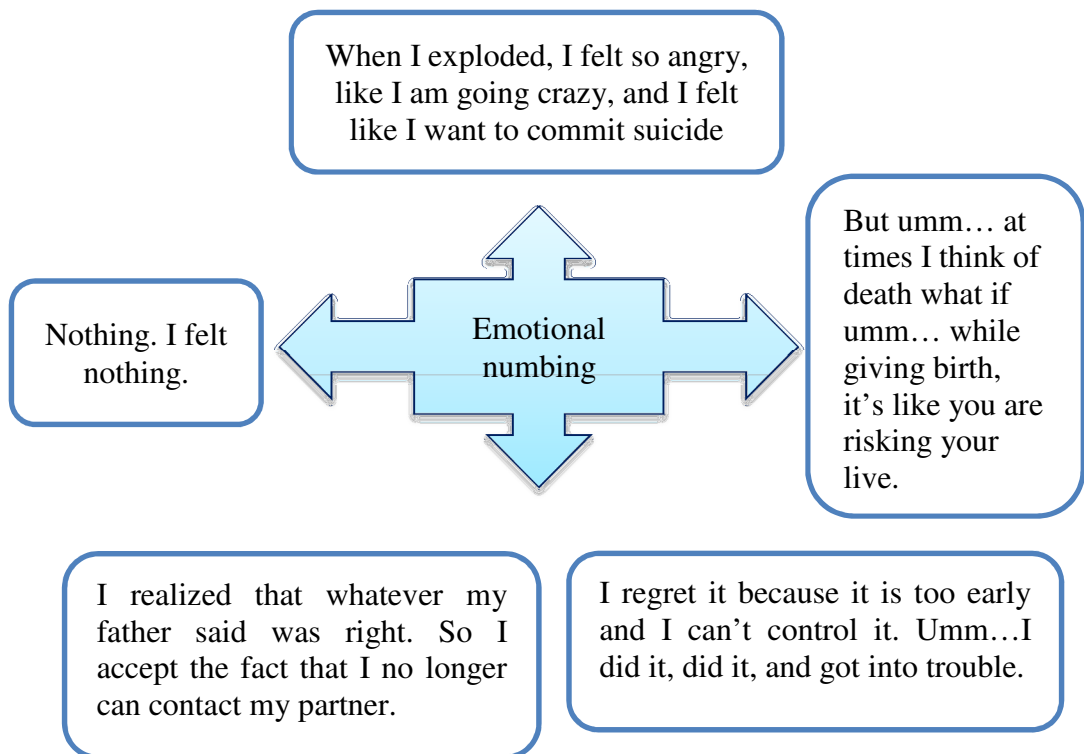 When I exploded, I felt so angry,
like I am going crazy, and I felt
like I want to commit suicide
But umm… at
times I think of
death what if
umm… while
giving birth,
it’s like you are
risking your
live.
Nothing. I felt
nothing.
Emotional
numbing
I realized that whatever my
father said was right. So I
accept the fact that I no longer
can contact my partner.
I regret it because it is too early
and I can’t control it. Umm…I
did it, did it, and got into trouble.